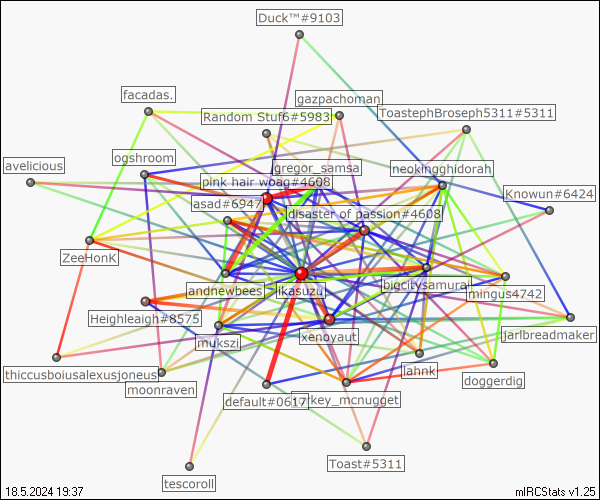 Duck™#9103
facadas.
gazpachoman
Random Stuf6#5983
ToastephBroseph5311#5311
avelicious
ogshroom
gregor_samsa
neokingghidorah
pink hair woag#4608
Knowun#6424
asad#6947
disaster of passion#4608
ZeeHonk
andnewbees
ikasuzu
bigcitysamurai
mingus4742
Heighleaigh#8575
mukszi
xenoyaut
Jarlbreadmaker
thiccusboiusalexusjoneus
moonraven
lahnk
doggerdig
default#0617
rkey_mcnugget
Toast#5311
tescoroll
18.5.2024 19:37
mIRCStats v1.25